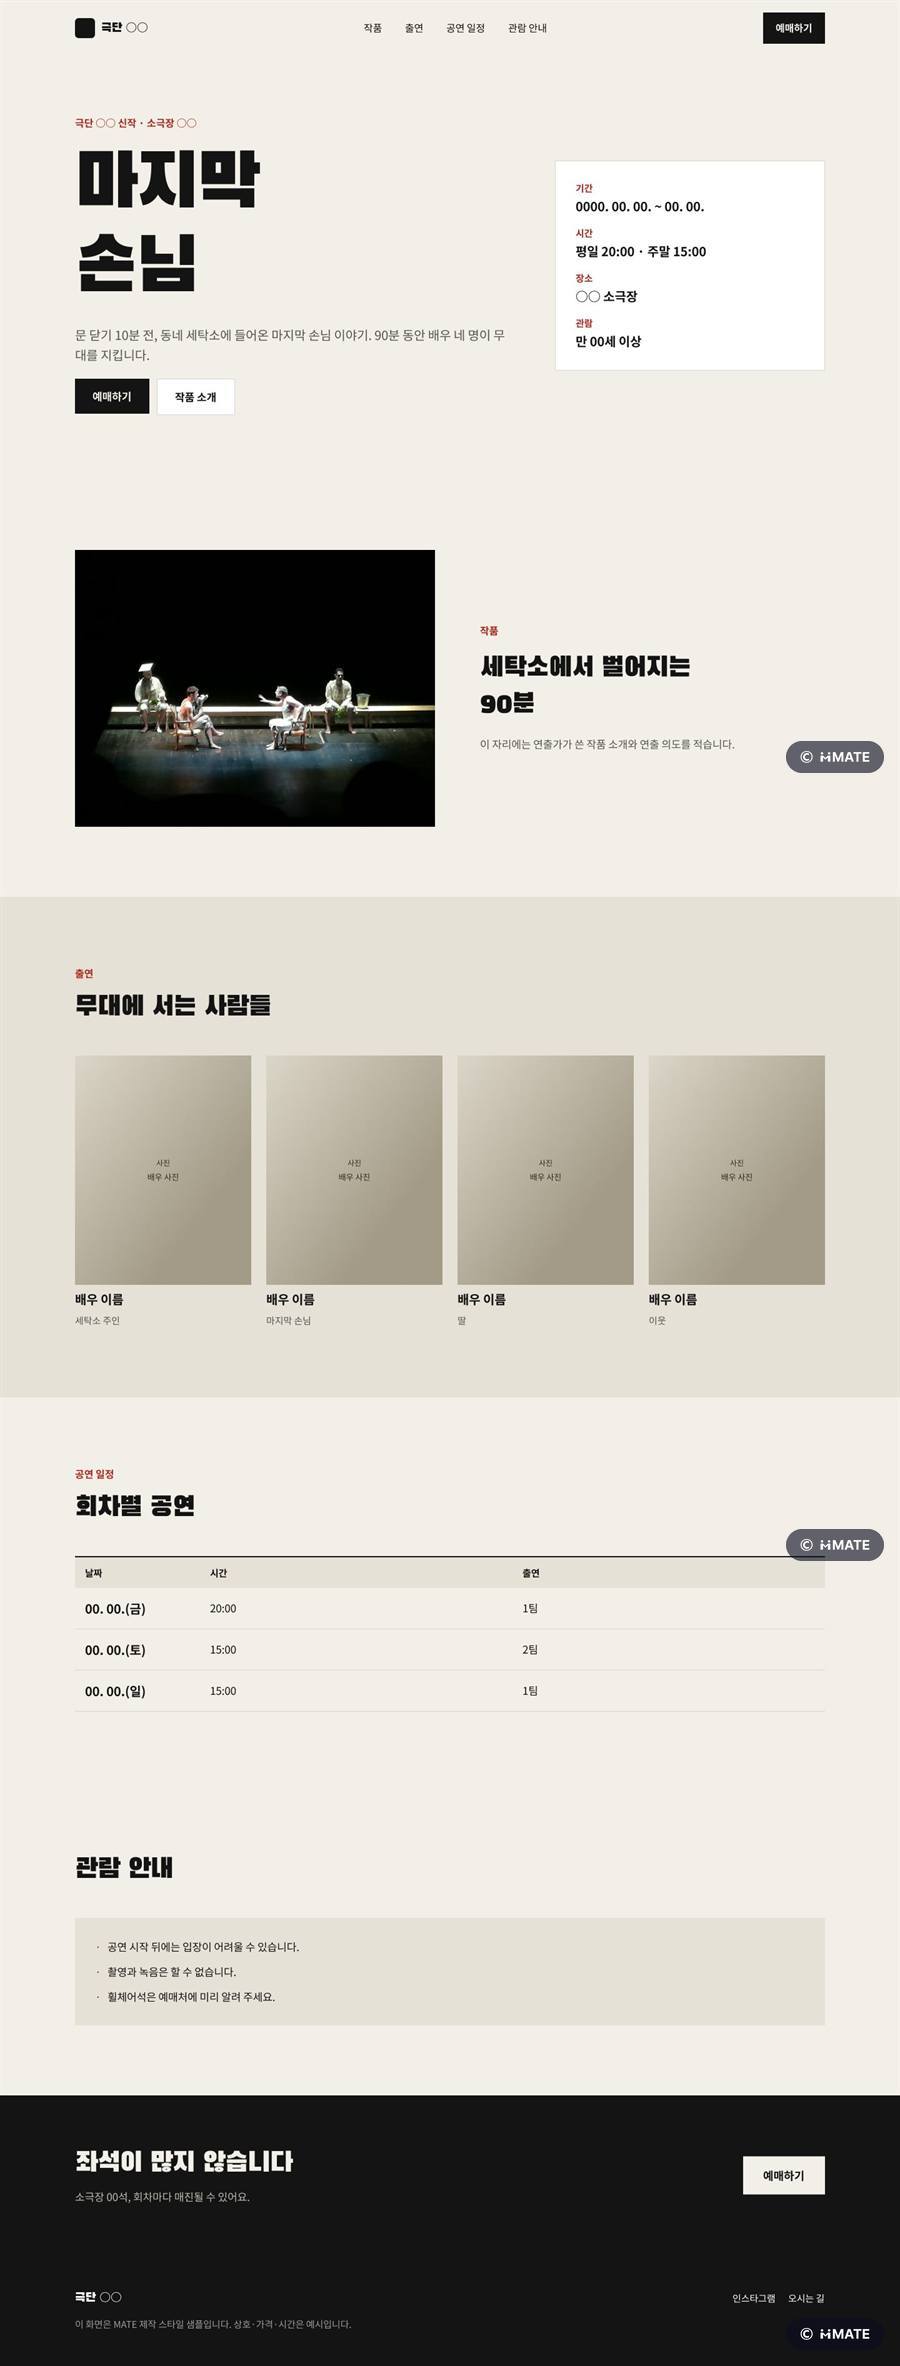 극단 〇〇
작품 출연 공연 일정 관람 안내
예매하기
극단 〇〇 신작 · 소극장 〇〇
마지막
손님
문 닫기 10분 전, 동네 세탁소에 들어온 마지막 손님 이야기. 90분 동안 배우 네 명이 무
대를 지킵니다.
예매하기 작품 소개
기간
0000. 00. 00. ~ 00. 00.
시간
평일 20:00 · 주말 15:00
장소
〇〇 소극장
관람
만 00세 이상
작품
세탁소에서 벌어지는
90분
이 자리에는 연출가가 쓴 작품 소개와 연출 의도를 적습니다.
© MATE
출연
무대에 서는 사람들
사진 사진 사진 사진
배우 사진 배우 사진 배우 사진 배우 사진
배우 이름 배우 이름 배우 이름 배우 이름
세탁소 주인 마지막 손님 딸 이웃
공연 일정
회차별 공연
© MATE
날짜 시간 출연
00. 00.(금) 20:00 1팀
00. 00.(토) 15:00 2팀
00. 00.(일) 15:00 1팀
관람 안내
· 공연 시작 뒤에는 입장이 어려울 수 있습니다.
· 촬영과 녹음은 할 수 없습니다.
· 휠체어석은 예매처에 미리 알려 주세요.
좌석이 많지 않습니다
소극장 00석, 회차마다 매진될 수 있어요.
예매하기
극단 〇〇
인스타그램 오시는 길
이 화면은 MATE 제작 스타일 샘플입니다. 상호·가격·시간은 예시입니다.
© MATE